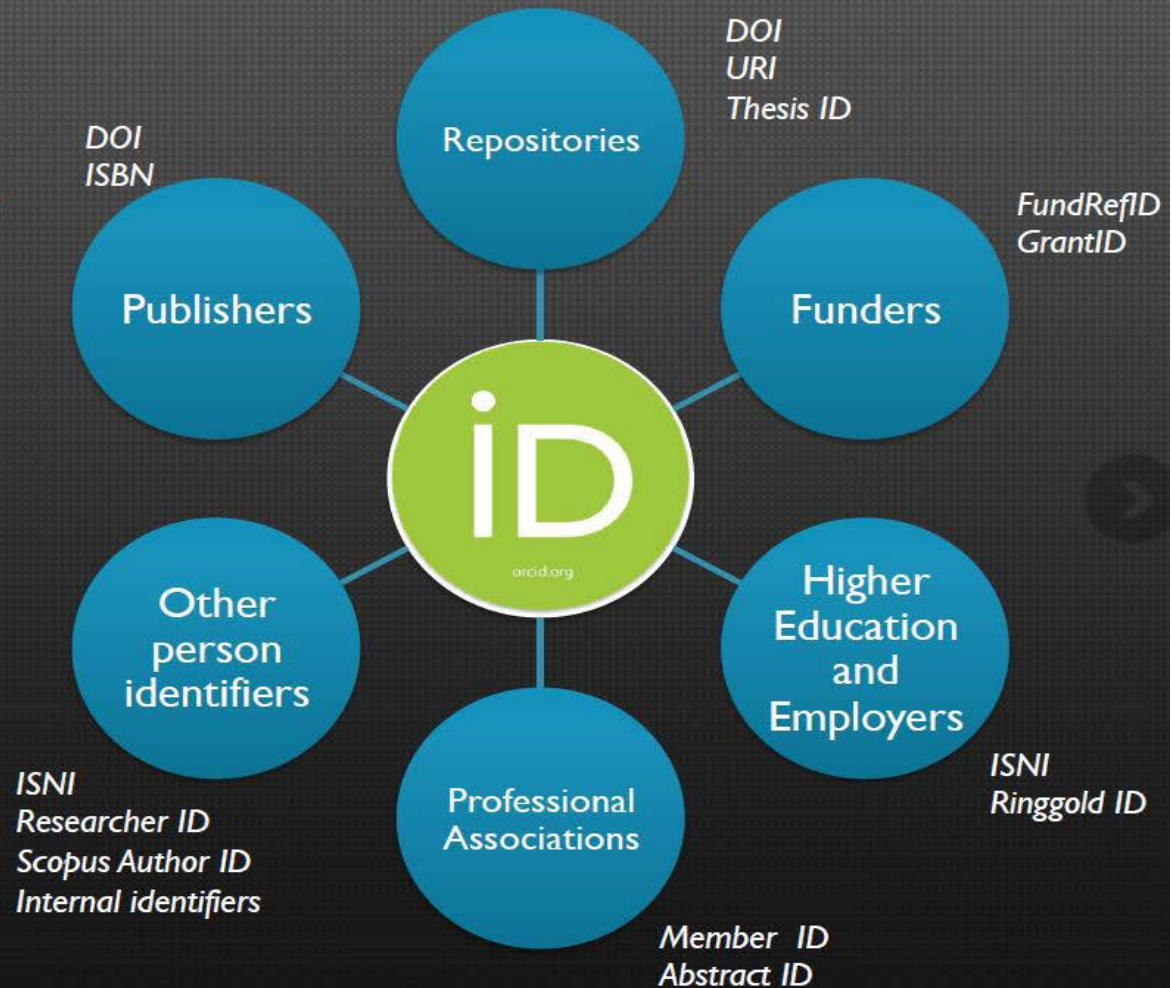 DOI
URI
Thesis ID
Repositories
DOI
ISBN
Publishers
FundRefID
GrantID
Funders
iD
orcid.org
Other
person
identifiers
ISNI
Researcher ID
Scopus Author ID
Internal identifiers
Higher
Education
and
Employers
ISNI
Ringgold ID
Professional
Associations
Member ID
Abstract ID